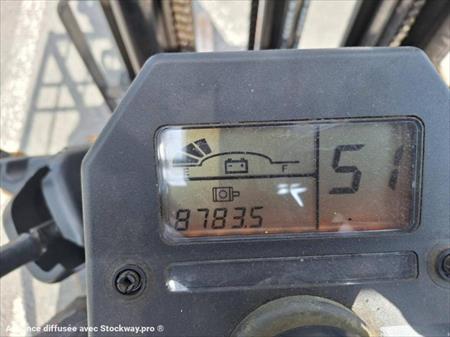 51
F
8783.5
Annonce diffusée avec Stockway.pro ®